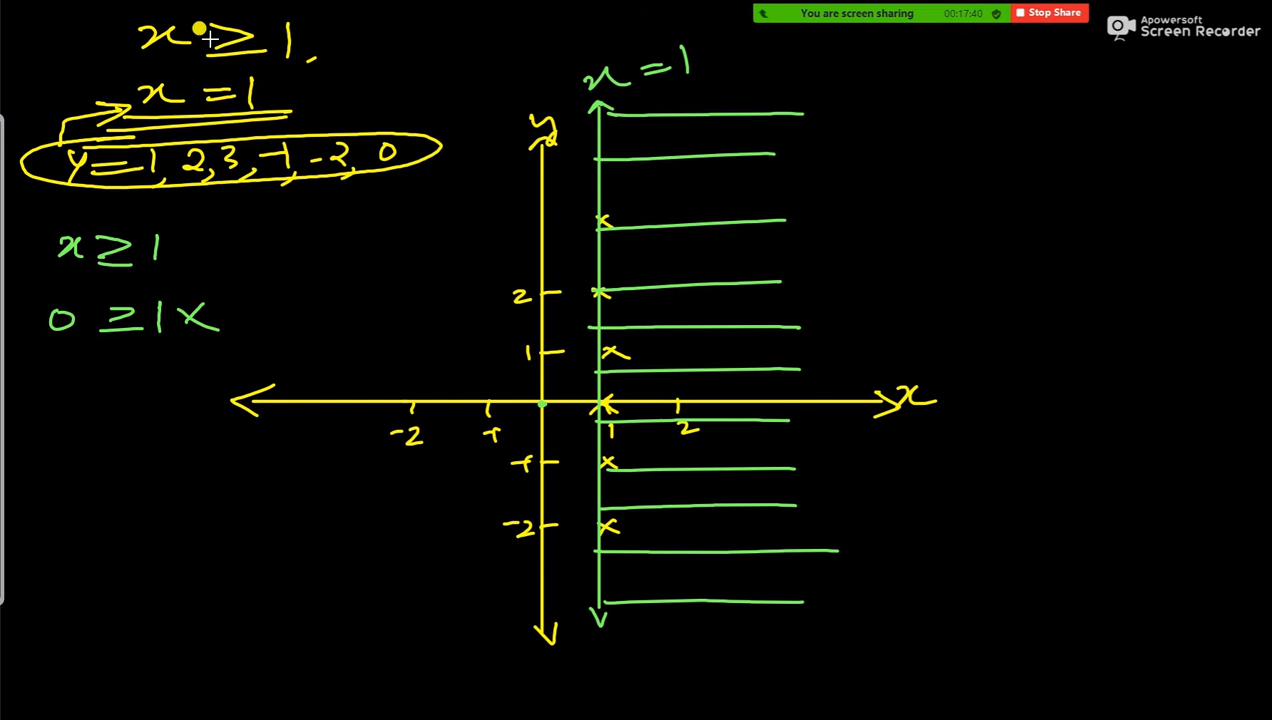 You are screen sharing 00:17:40 Stop Share
Apowersoft
Screen Recorder
x ≥ 1.
x = 1
y = 1, 2, 3, -1, -2, 0
x ≥ 1
0 ≥ 1 ×
x = 1
y
2
1
x
-2 -1 1 2
-1
-2